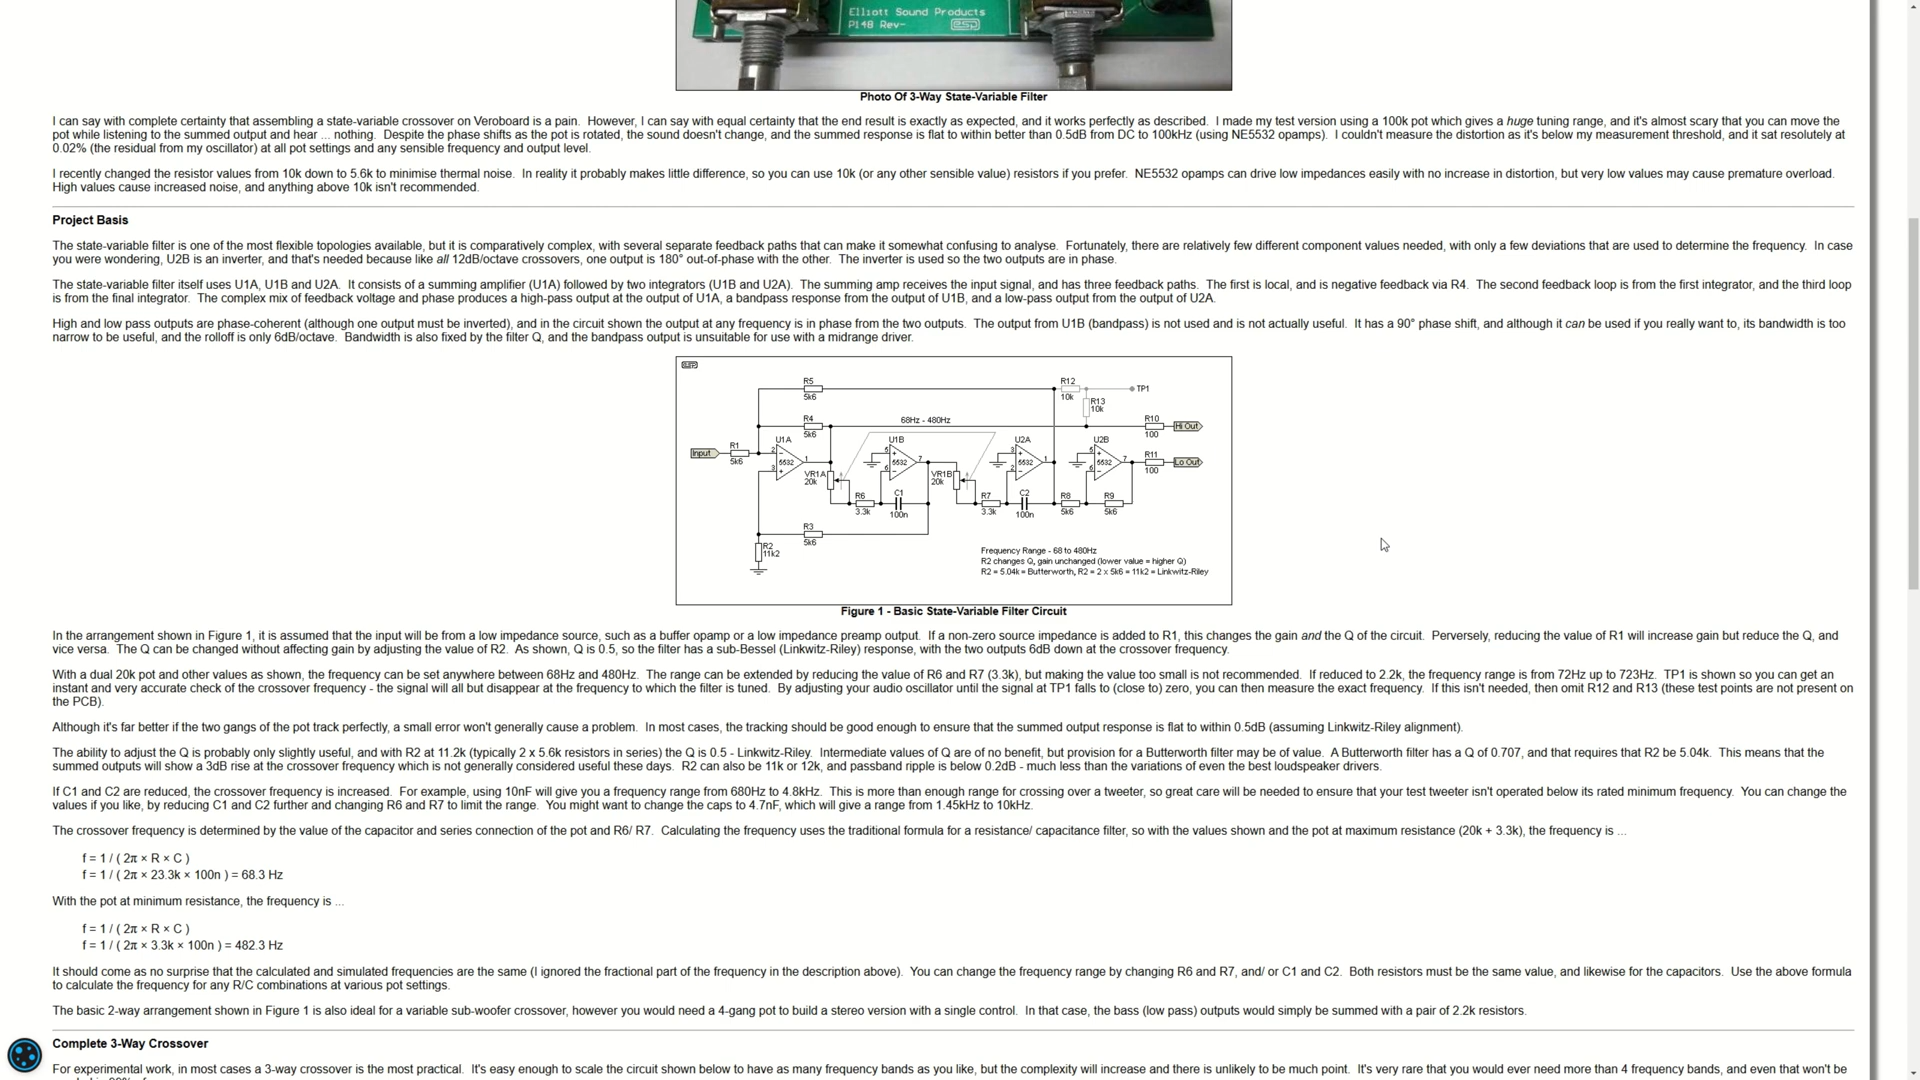 Elliott Sound Products
P148 Rev- esp
Photo Of 3-Way State-Variable Filter
I can say with complete certainty that assembling a state-variable crossover on Veroboard is a pain. However, I can say with equal certainty that the end result is exactly as expected, and it works perfectly as described. I made my test version using a 100k pot which gives a huge tuning range, and it's almost scary that you can move the
pot while listening to the summed output and hear ... nothing. Despite the phase shifts as the pot is rotated, the sound doesn't change, and the summed response is flat to within better than 0.5dB from DC to 100kHz (using NE5532 opamps). I couldn't measure the distortion as it's below my measurement threshold, and it sat resolutely at
0.02% (the residual from my oscillator) at all pot settings and any sensible frequency and output level.
I recently changed the resistor values from 10k down to 5.6k to minimise thermal noise. In reality it probably makes little difference, so you can use 10k (or any other sensible value) resistors if you prefer. NE5532 opamps can drive low impedances easily with no increase in distortion, but very low values may cause premature overload.
High values cause increased noise, and anything above 10k isn't recommended.
Project Basis
The state-variable filter is one of the most flexible topologies available, but it is comparatively complex, with several separate feedback paths that can make it somewhat confusing to analyse. Fortunately, there are relatively few different component values needed, with only a few deviations that are used to determine the frequency. In case
you were wondering, U2B is an inverter, and that's needed because like all 12dB/octave crossovers, one output is 180° out-of-phase with the other. The inverter is used so the two outputs are in phase.
The state-variable filter itself uses U1A, U1B and U2A. It consists of a summing amplifier (U1A) followed by two integrators (U1B and U2A). The summing amp receives the input signal, and has three feedback paths. The first is local, and is negative feedback via R4. The second feedback loop is from the first integrator, and the third loop
is from the final integrator. The complex mix of feedback voltage and phase produces a high-pass output at the output of U1A, a bandpass response from the output of U1B, and a low-pass output from the output of U2A.
High and low pass outputs are phase-coherent (although one output must be inverted), and in the circuit shown the output at any frequency is in phase from the two outputs. The output from U1B (bandpass) is not used and is not actually useful. It has a 90° phase shift, and although it can be used if you really want to, its bandwidth is too
narrow to be useful, and the rolloff is only 6dB/octave. Bandwidth is also fixed by the filter Q, and the bandpass output is unsuitable for use with a midrange driver.
esp
R5 R12 TP1
5k6 10k R13
10k
R4 68Hz - 480Hz R10 Hi Out
5k6 100
Input R1 U1A U1B U2A U2B R11 Lo Out
5k6 2 3 5532 1 5 6 5532 7 3 2 5532 1 5 6 5532 7 100
VR1A VR1B
20k 20k
R6 C1 R7 C2 R8 R9
3.3k 100n 3.3k 100n 5k6 5k6
R3
5k6
R2
11k2
Frequency Range - 68 to 480Hz
R2 changes Q, gain unchanged (lower value = higher Q)
R2 = 5.04k = Butterworth, R2 = 2 x 5k6 = 11k2 = Linkwitz-Riley
Figure 1 - Basic State-Variable Filter Circuit
In the arrangement shown in Figure 1, it is assumed that the input will be from a low impedance source, such as a buffer opamp or a low impedance preamp output. If a non-zero source impedance is added to R1, this changes the gain and the Q of the circuit. Perversely, reducing the value of R1 will increase gain but reduce the Q, and
vice versa. The Q can be changed without affecting gain by adjusting the value of R2. As shown, Q is 0.5, so the filter has a sub-Bessel (Linkwitz-Riley) response, with the two outputs 6dB down at the crossover frequency.
With a dual 20k pot and other values as shown, the frequency can be set anywhere between 68Hz and 480Hz. The range can be extended by reducing the value of R6 and R7 (3.3k), but making the value too small is not recommended. If reduced to 2.2k, the frequency range is from 72Hz up to 723Hz. TP1 is shown so you can get an
instant and very accurate check of the crossover frequency - the signal will all but disappear at the frequency to which the filter is tuned. By adjusting your audio oscillator until the signal at TP1 falls to (close to) zero, you can then measure the exact frequency. If this isn't needed, then omit R12 and R13 (these test points are not present on
the PCB).
Although it's far better if the two gangs of the pot track perfectly, a small error won't generally cause a problem. In most cases, the tracking should be good enough to ensure that the summed output response is flat to within 0.5dB (assuming Linkwitz-Riley alignment).
The ability to adjust the Q is probably only slightly useful, and with R2 at 11.2k (typically 2 x 5.6k resistors in series) the Q is 0.5 - Linkwitz-Riley. Intermediate values of Q are of no benefit, but provision for a Butterworth filter may be of value. A Butterworth filter has a Q of 0.707, and that requires that R2 be 5.04k. This means that the
summed outputs will show a 3dB rise at the crossover frequency which is not generally considered useful these days. R2 can also be 11k or 12k, and passband ripple is below 0.2dB - much less than the variations of even the best loudspeaker drivers.
If C1 and C2 are reduced, the crossover frequency is increased. For example, using 10nF will give you a frequency range from 680Hz to 4.8kHz. This is more than enough range for crossing over a tweeter, so great care will be needed to ensure that your test tweeter isn't operated below its rated minimum frequency. You can change the
values if you like, by reducing C1 and C2 further and changing R6 and R7 to limit the range. You might want to change the caps to 4.7nF, which will give a range from 1.45kHz to 10kHz.
The crossover frequency is determined by the value of the capacitor and series connection of the pot and R6/ R7. Calculating the frequency uses the traditional formula for a resistance/ capacitance filter, so with the values shown and the pot at maximum resistance (20k + 3.3k), the frequency is ...
f = 1 / ( 2π × R × C )
f = 1 / ( 2π × 23.3k × 100n ) = 68.3 Hz
With the pot at minimum resistance, the frequency is ...
f = 1 / ( 2π × R × C )
f = 1 / ( 2π × 3.3k × 100n ) = 482.3 Hz
It should come as no surprise that the calculated and simulated frequencies are the same (I ignored the fractional part of the frequency in the description above). You can change the frequency range by changing R6 and R7, and/ or C1 and C2. Both resistors must be the same value, and likewise for the capacitors. Use the above formula
to calculate the frequency for any R/C combinations at various pot settings.
The basic 2-way arrangement shown in Figure 1 is also ideal for a variable sub-woofer crossover, however you would need a 4-gang pot to build a stereo version with a single control. In that case, the bass (low pass) outputs would simply be summed with a pair of 2.2k resistors.
Complete 3-Way Crossover
For experimental work, in most cases a 3-way crossover is the most practical. It's easy enough to scale the circuit shown below to have as many frequency bands as you like, but the complexity will increase and there is unlikely to be much point. It's very rare that you would ever need more than 4 frequency bands, and even that won't be